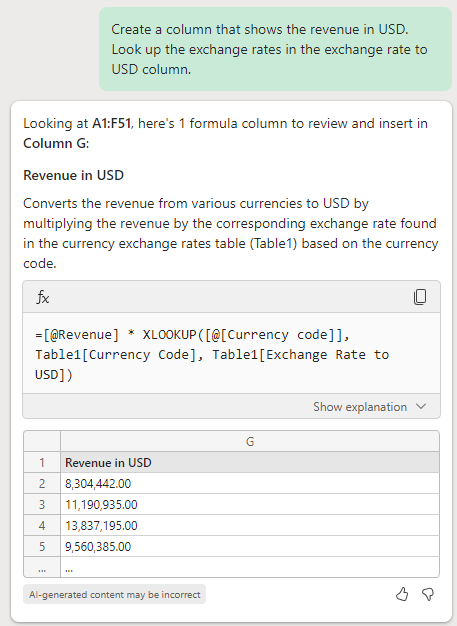 Create a column that shows the revenue in USD.
Look up the exchange rates in the exchange rate to
USD column.
Looking at A1:F51, here's 1 formula column to review and insert in
Column G:
Revenue in USD
Converts the revenue from various currencies to USD by
multiplying the revenue by the corresponding exchange rate found
in the currency exchange rates table (Table1) based on the currency
code.
fx
=[@Revenue] * XLOOKUP([@[Currency code]],
Table1[Currency Code], Table1[Exchange Rate to
USD])
Show explanation
G
1 Revenue in USD
2 8,304,442.00
3 11,190,935.00
4 13,837,195.00
5 9,560,385.00
... ...
AI-generated content may be incorrect